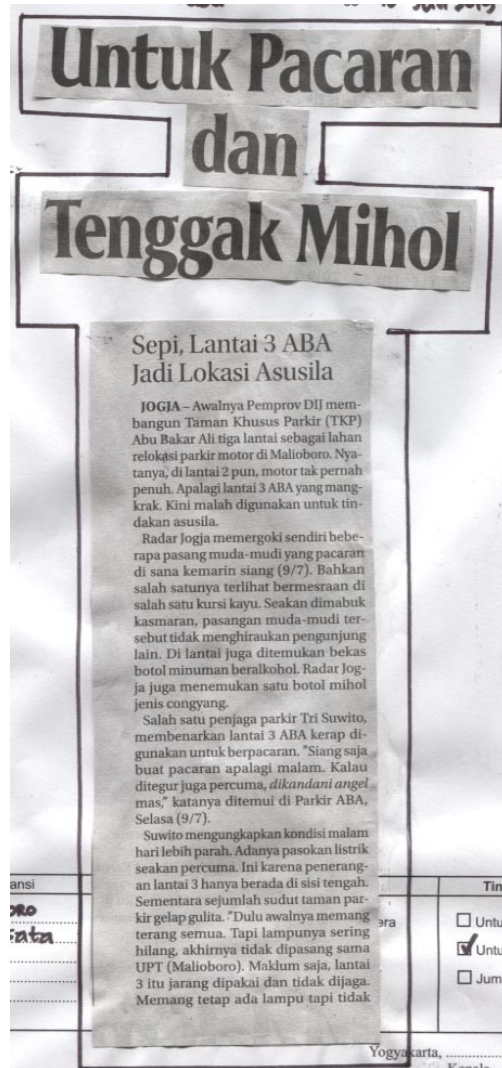 Juli 2019
Untuk Pacaran
dan
Tenggak Mihol
Sepi, Lantai 3 ABA
Jadi Lokasi Asusila
JOGJA – Awalnya Pemprov DIJ mem-
bangun Taman Khusus Parkir (TKP)
Abu Bakar Ali tiga lantai sebagai lahan
relokasi parkir motor di Malioboro. Nya-
tanya, di lantai 2 pun, motor tak pernah
penuh. Apalagi lantai 3 ABA yang mang-
krak. Kini malah digunakan untuk tin-
dakan asusila.
Radar Jogja memergoki sendiri bebe-
rapa pasang muda-mudi yang pacaran
di sana kemarin siang (9/7). Bahkan
salah satunya terlihat bermesraan di
salah satu kursi kayu. Seakan dimabuk
kasmaran, pasangan muda-mudi ter-
sebut tidak menghiraukan pengunjung
lain. Di lantai juga ditemukan bekas
botol minuman beralkohol. Radar Jog-
ja juga menemukan satu botol mihol
jenis congyang.
Salah satu penjaga parkir Tri Suwito,
membenarkan lantai 3 ABA kerap di-
gunakan untuk berpacaran. "Siang saja
buat pacaran apalagi malam. Kalau
ditegur juga percuma, dikandani angel
mas," katanya ditemui di Parkir ABA,
Selasa (9/7).
Suwito mengungkapkan kondisi malam
hari lebih parah. Adanya pasokan listrik
seakan percuma. Ini karena penerang-
an lantai 3 hanya berada di sisi tengah.
Sementara sejumlah sudut taman par-
kir gelap gulita. "Dulu awalnya memang
terang semua. Tapi lampunya sering
hilang, akhirnya tidak dipasang sama
UPT (Malioboro). Maklum saja, lantai
3 itu jarang dipakai dan tidak dijaga.
Memang tetap ada lampu tapi tidak
ansi
Tin
era
Untu
Untu
Jum
Yogyakarta, ..............